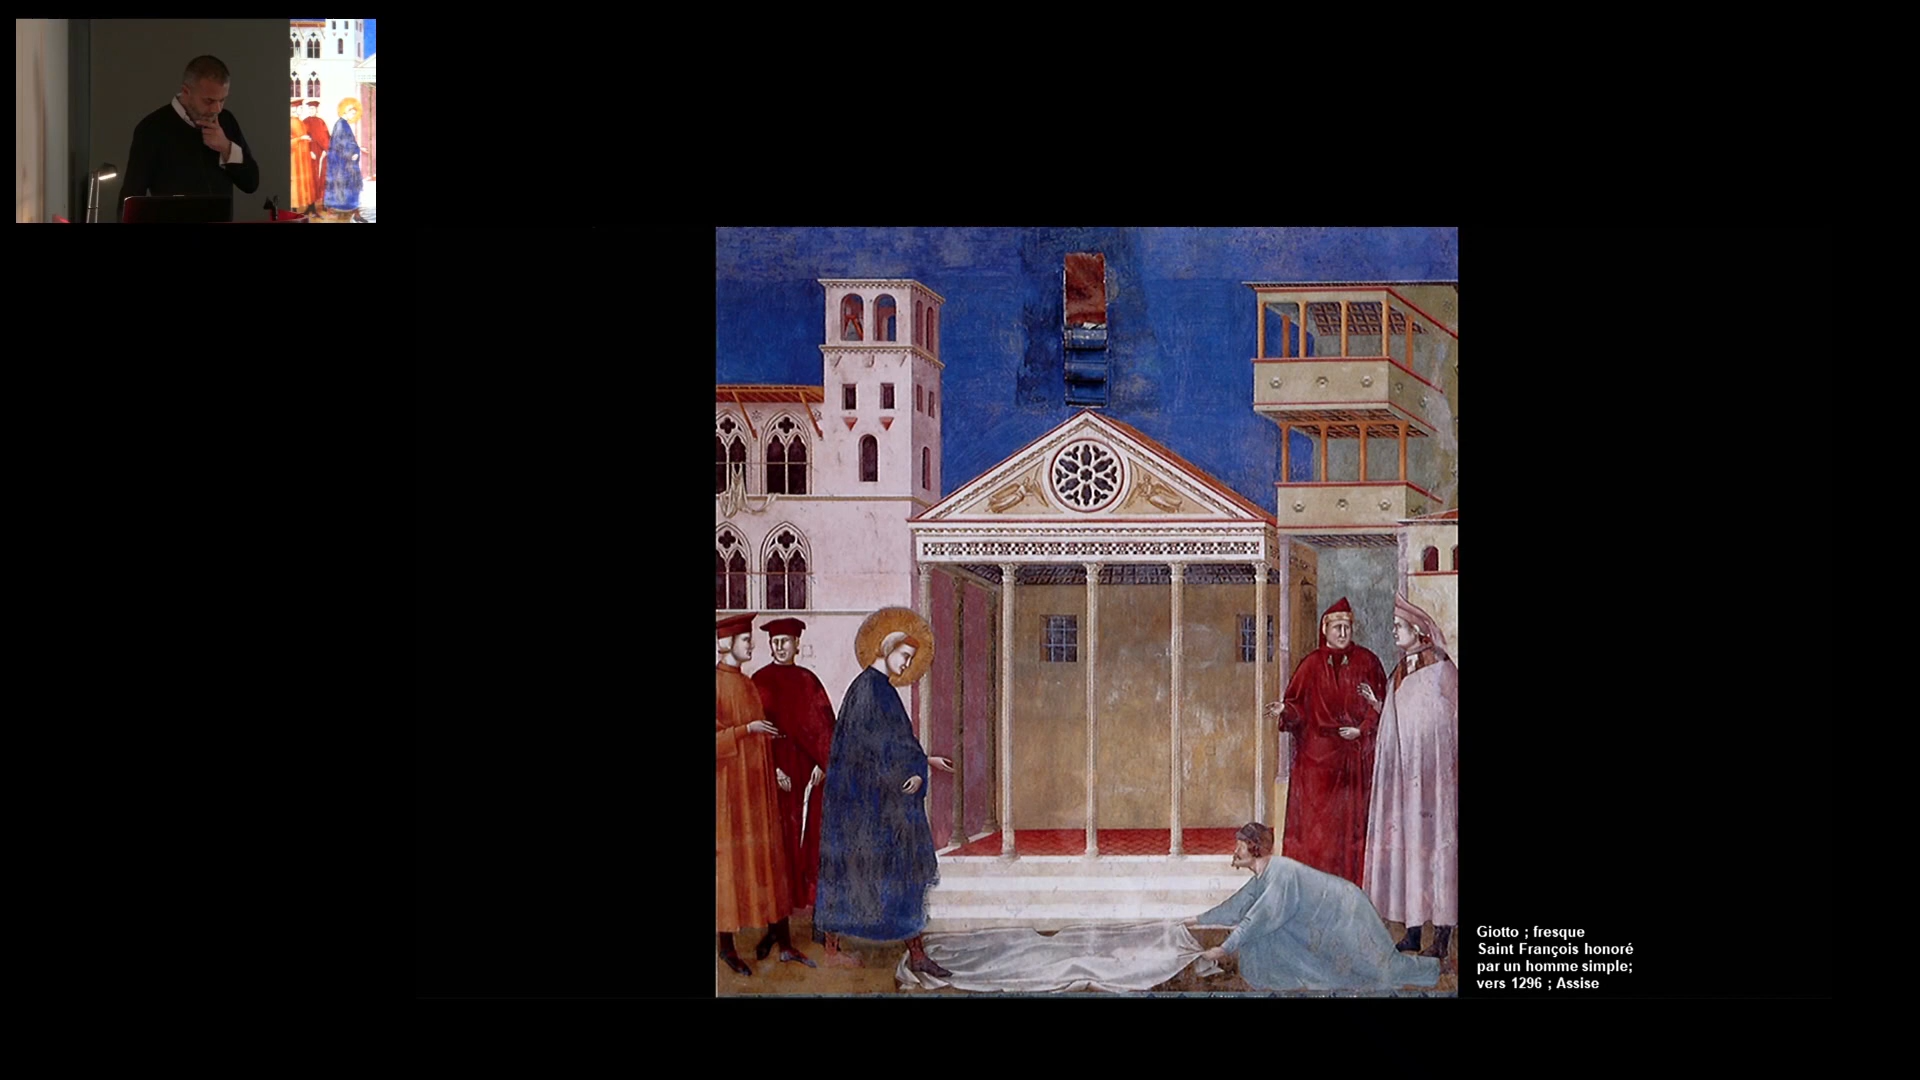 Giotto ; fresque
Saint François honoré
par un homme simple;
vers 1296 ; Assise